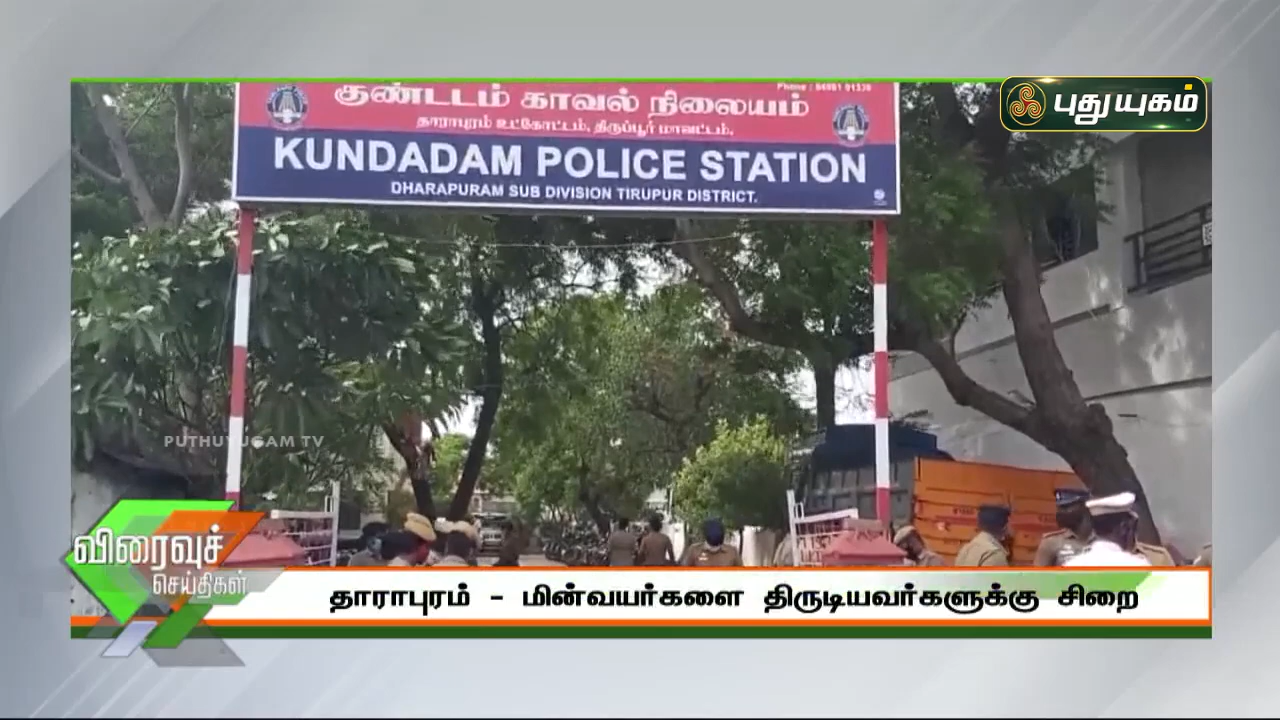 புதுயுகம்
குண்டடம் காவல் நிலையம்
தாராபுரம் உட்கோட்டம், திருப்பூர் மாவட்டம்.
KUNDADAM POLICE STATION
DHARAPURAM SUB DIVISION TIRUPUR DISTRICT.
PUTHUYUGAM TV
விரைவுச்
செய்திகள்
தாராபுரம் - மின்வயர்களை திருடியவர்களுக்கு சிறை